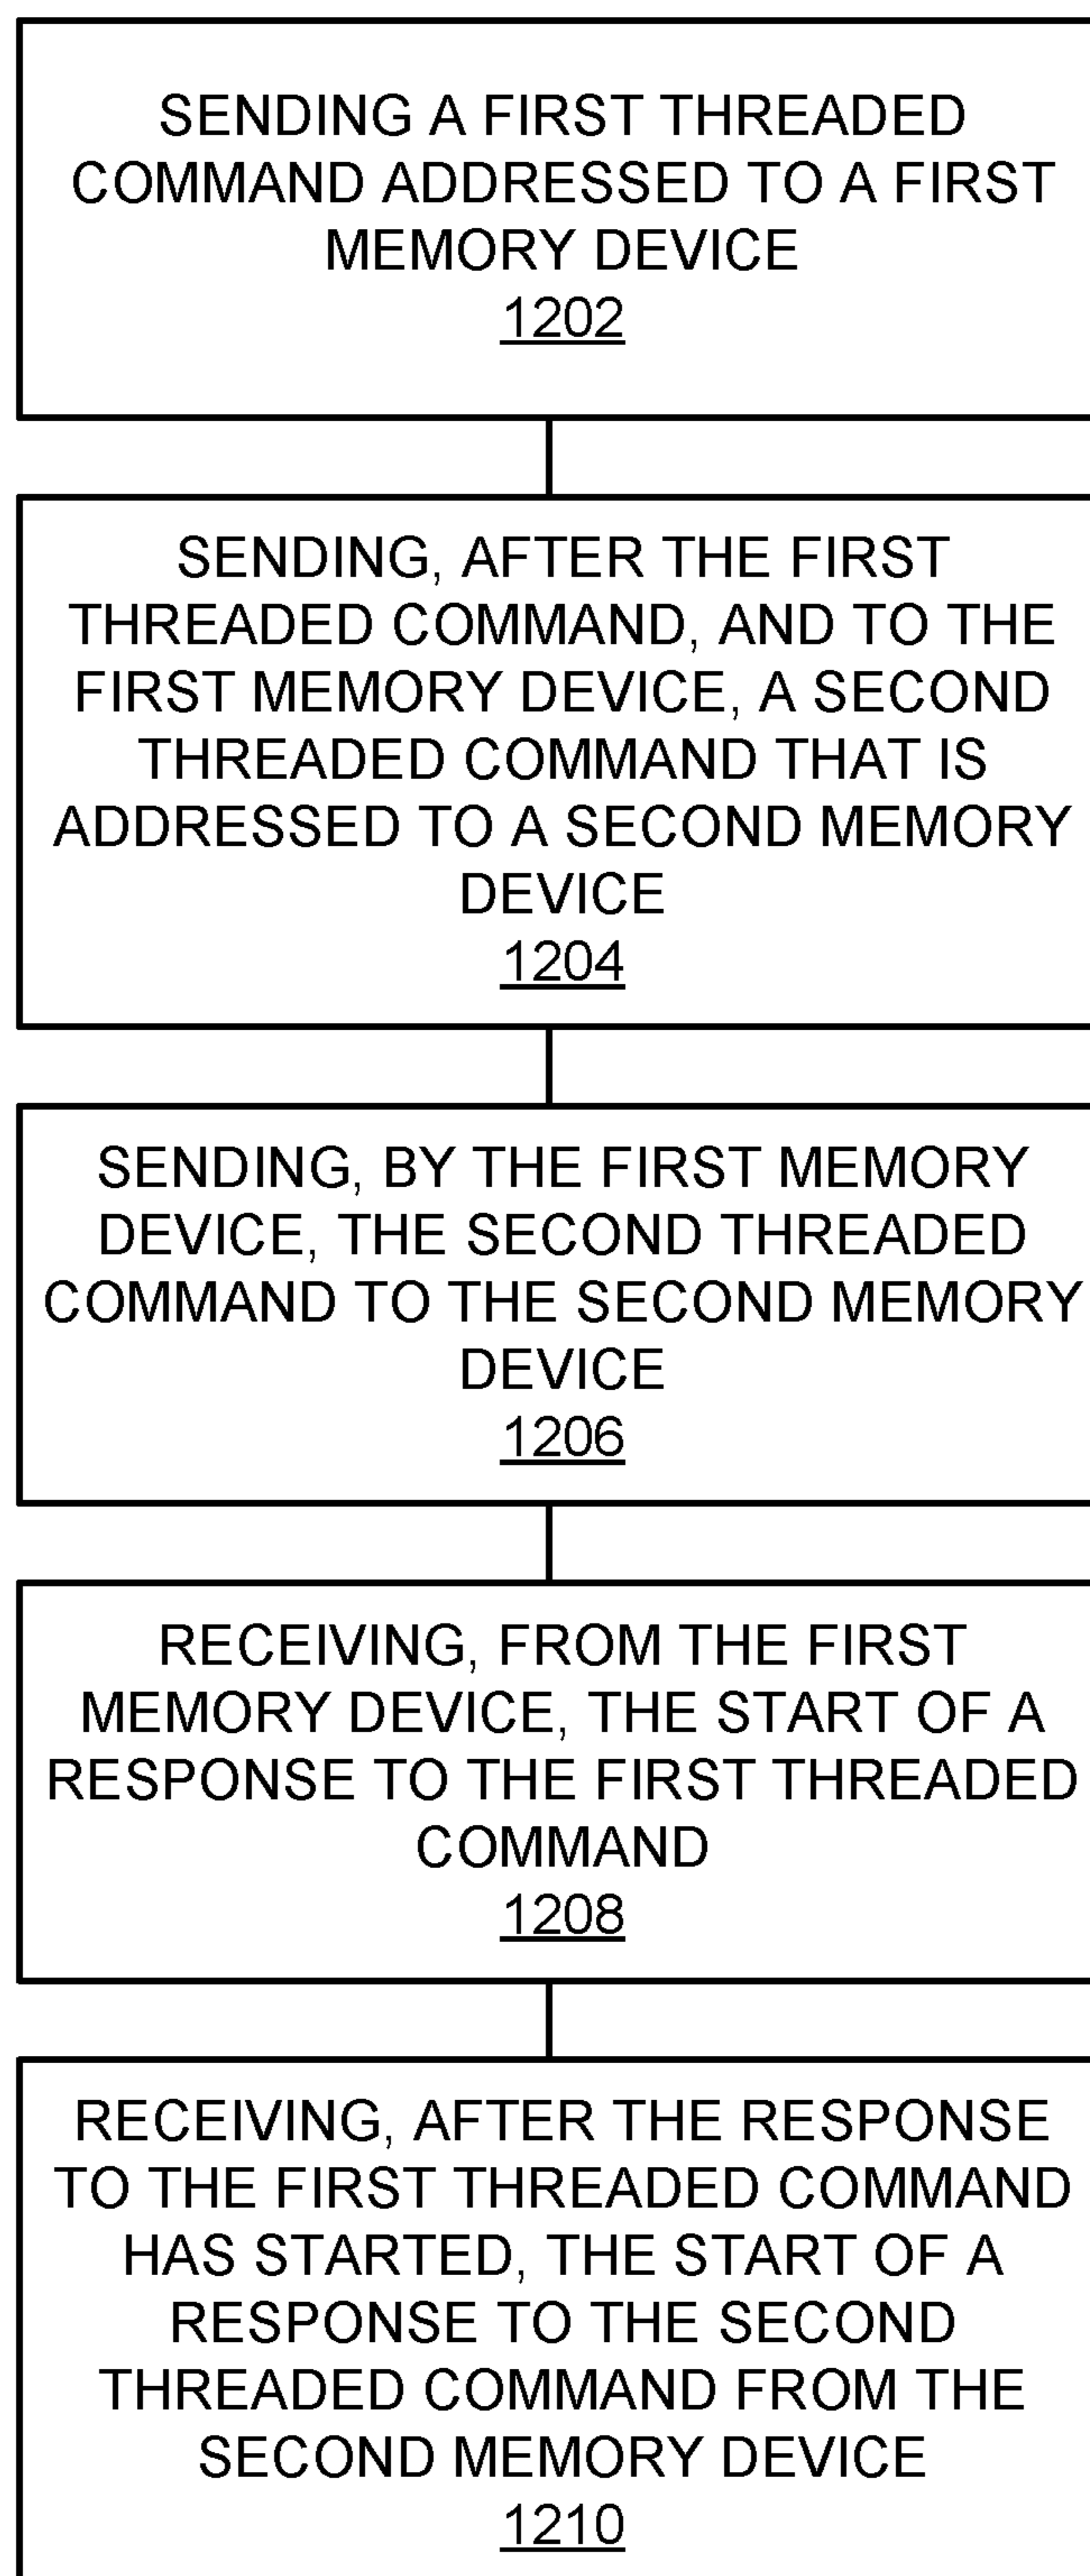 SENDING A FIRST THREADED
COMMAND ADDRESSED TO A FIRST
MEMORY DEVICE
1202
SENDING, AFTER THE FIRST
THREADED COMMAND, AND TO THE
FIRST MEMORY DEVICE, A SECOND
THREADED COMMAND THAT IS
ADDRESSED TO A SECOND MEMORY
DEVICE
1204
SENDING, BY THE FIRST MEMORY
DEVICE, THE SECOND THREADED
COMMAND TO THE SECOND MEMORY
DEVICE
1206
RECEIVING, FROM THE FIRST
MEMORY DEVICE, THE START OF A
RESPONSE TO THE FIRST THREADED
COMMAND
1208
RECEIVING, AFTER THE RESPONSE
TO THE FIRST THREADED COMMAND
HAS STARTED, THE START OF A
RESPONSE TO THE SECOND
THREADED COMMAND FROM THE
SECOND MEMORY DEVICE
1210